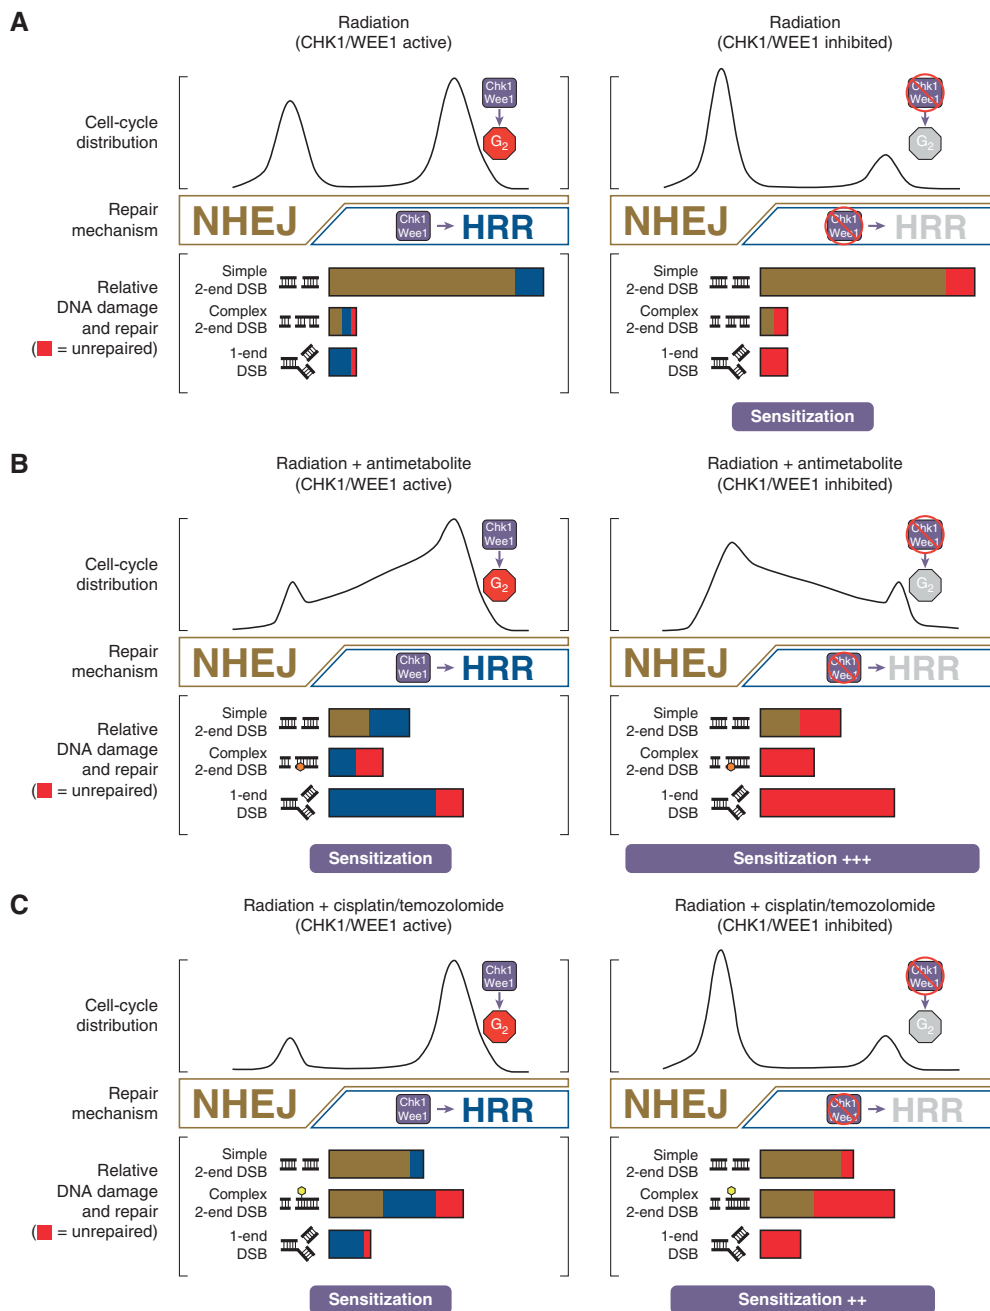 A
Radiation
(CHK1/WEE1 active)
Radiation
(CHK1/WEE1 inhibited)
Cell-cycle
distribution
Chk1
Wee1
G2
Chk1
Wee1
G2
Repair
mechanism
NHEJ
Chk1
Wee1
HRR
NHEJ
Chk1
Wee1
HRR
Relative
DNA damage
and repair
( = unrepaired)
Simple
2-end DSB
Complex
2-end DSB
1-end
DSB
Simple
2-end DSB
Complex
2-end DSB
1-end
DSB
Sensitization
B
Radiation + antimetabolite
(CHK1/WEE1 active)
Radiation + antimetabolite
(CHK1/WEE1 inhibited)
Cell-cycle
distribution
Chk1
Wee1
G2
Chk1
Wee1
G2
Repair
mechanism
NHEJ
Chk1
Wee1
HRR
NHEJ
Chk1
Wee1
HRR
Relative
DNA damage
and repair
( = unrepaired)
Simple
2-end DSB
Complex
2-end DSB
1-end
DSB
Simple
2-end DSB
Complex
2-end DSB
1-end
DSB
Sensitization
Sensitization +++
C
Radiation + cisplatin/temozolomide
(CHK1/WEE1 active)
Radiation + cisplatin/temozolomide
(CHK1/WEE1 inhibited)
Cell-cycle
distribution
Chk1
Wee1
G2
Chk1
Wee1
G2
Repair
mechanism
NHEJ
Chk1
Wee1
HRR
NHEJ
Chk1
Wee1
HRR
Relative
DNA damage
and repair
( = unrepaired)
Simple
2-end DSB
Complex
2-end DSB
1-end
DSB
Simple
2-end DSB
Complex
2-end DSB
1-end
DSB
Sensitization
Sensitization ++